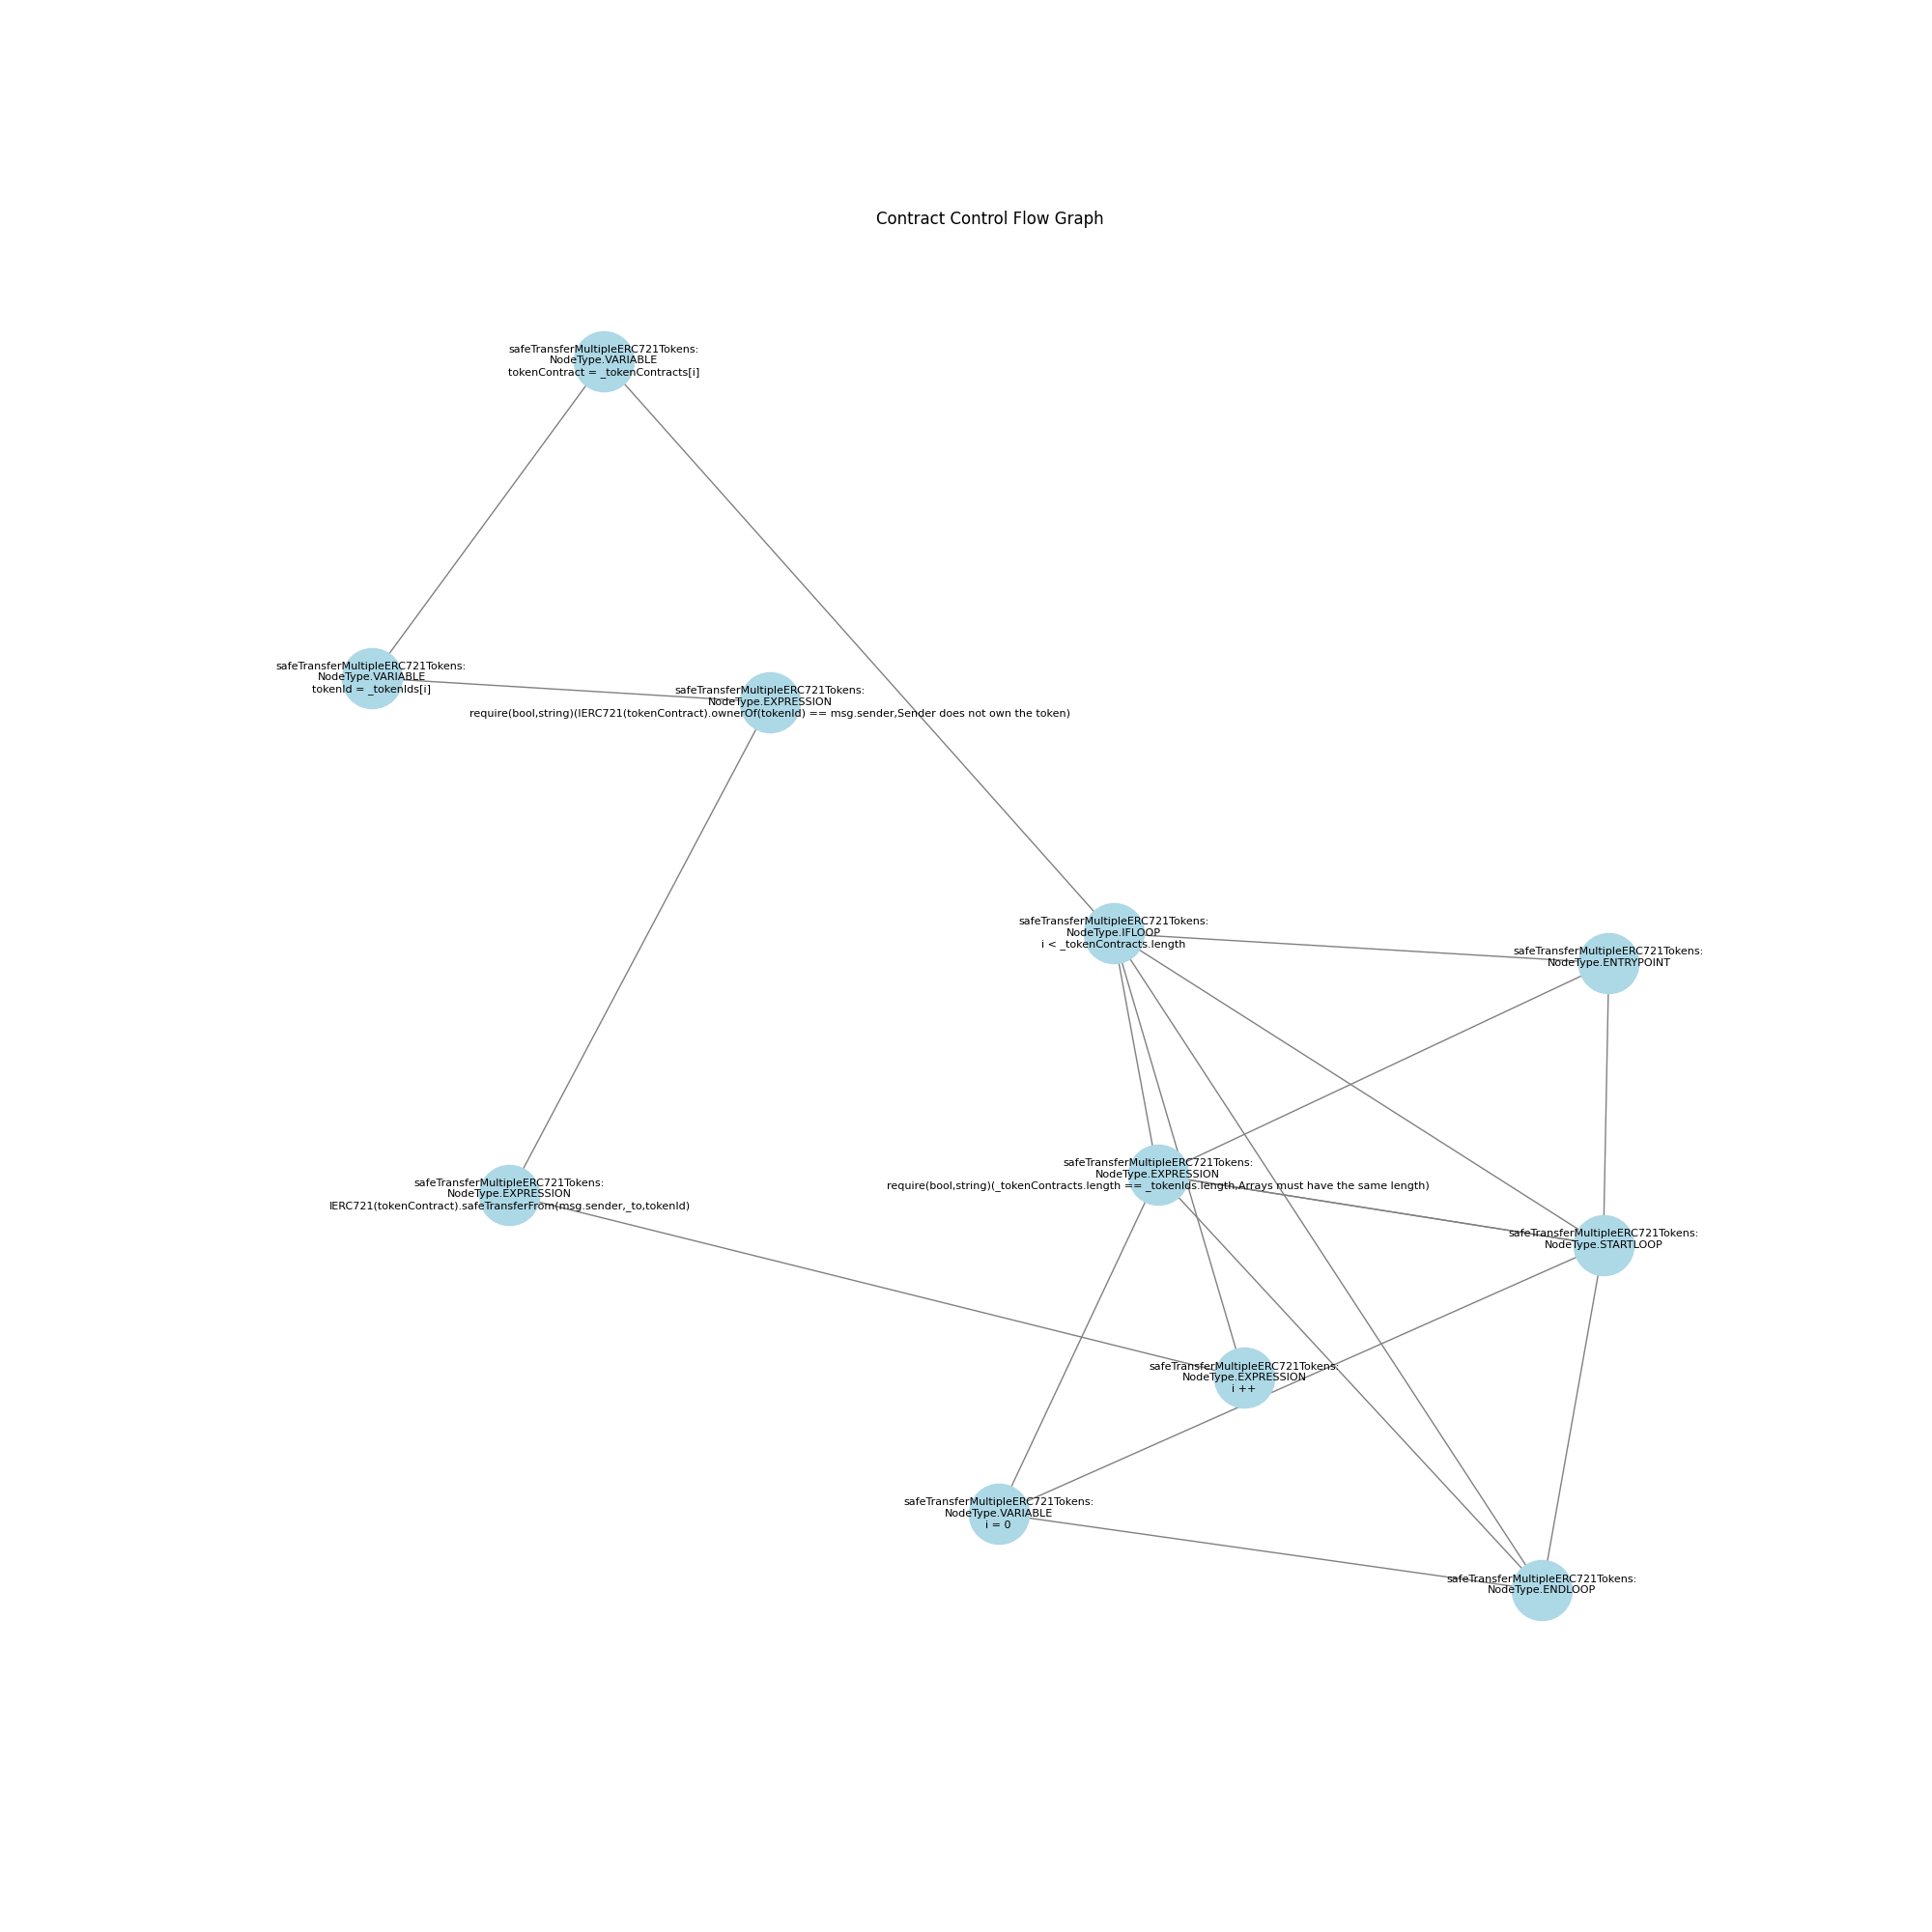 Contract Control Flow Graph
safeTransferMultipleERC721Tokens:
NodeType.VARIABLE
tokenContract = _tokenContracts[i]
safeTransferMultipleERC721Tokens:
NodeType.VARIABLE
tokenId = _tokenIds[i]
safeTransferMultipleERC721Tokens:
NodeType.EXPRESSION
require(bool,string)(IERC721(tokenContract).ownerOf(tokenId) == msg.sender,Sender does not own the token)
safeTransferMultipleERC721Tokens:
NodeType.IFLOOP
i < _tokenContracts.length
safeTransferMultipleERC721Tokens:
NodeType.ENTRYPOINT
safeTransferMultipleERC721Tokens:
NodeType.EXPRESSION
require(bool,string)(_tokenContracts.length == _tokenIds.length,Arrays must have the same length)
safeTransferMultipleERC721Tokens:
NodeType.EXPRESSION
IERC721(tokenContract).safeTransferFrom(msg.sender,_to,tokenId)
safeTransferMultipleERC721Tokens:
NodeType.STARTLOOP
safeTransferMultipleERC721Tokens:
NodeType.EXPRESSION
i ++
safeTransferMultipleERC721Tokens:
NodeType.VARIABLE
i = 0
safeTransferMultipleERC721Tokens:
NodeType.ENDLOOP